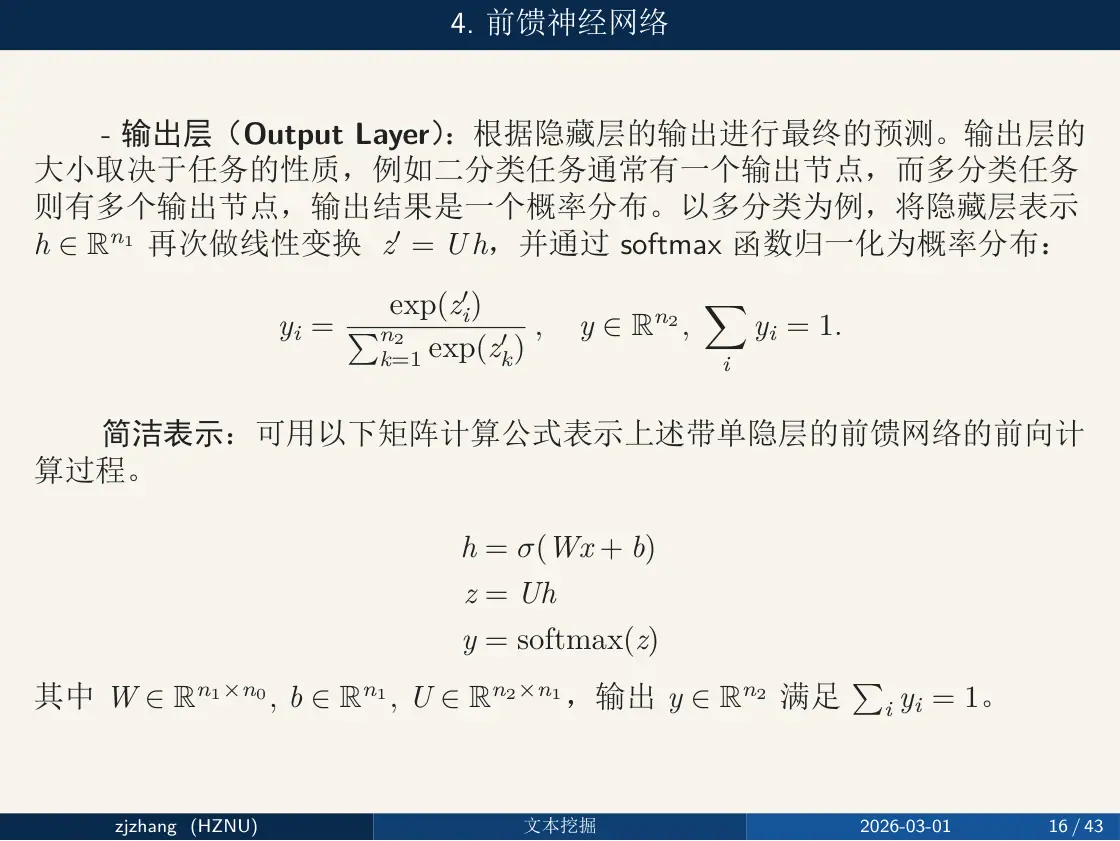 4. 前馈神经网络
- 输出层（Output Layer）：根据隐藏层的输出进行最终的预测。输出层的
大小取决于任务的性质，例如二分类任务通常有一个输出节点，而多分类任务
则有多个输出节点，输出结果是一个概率分布。以多分类为例，将隐藏层表示
h ∈ ℝ^{n_1} 再次做线性变换 z′ = Uh，并通过 softmax 函数归一化为概率分布：
y_i = exp(z′_i) / ∑_{k=1}^{n_2} exp(z′_k) , y ∈ ℝ^{n_2}, ∑_i y_i = 1.
简洁表示：可用以下矩阵计算公式表示上述带单隐层的前馈网络的前向计
算过程。
h = σ(Wx + b)
z = Uh
y = softmax(z)
其中 W ∈ ℝ^{n_1×n_0}, b ∈ ℝ^{n_1}, U ∈ ℝ^{n_2×n_1}，输出 y ∈ ℝ^{n_2} 满足 ∑_i y_i = 1。
zjzhang (HZNU) 文本挖掘 2026-03-01 16 / 43